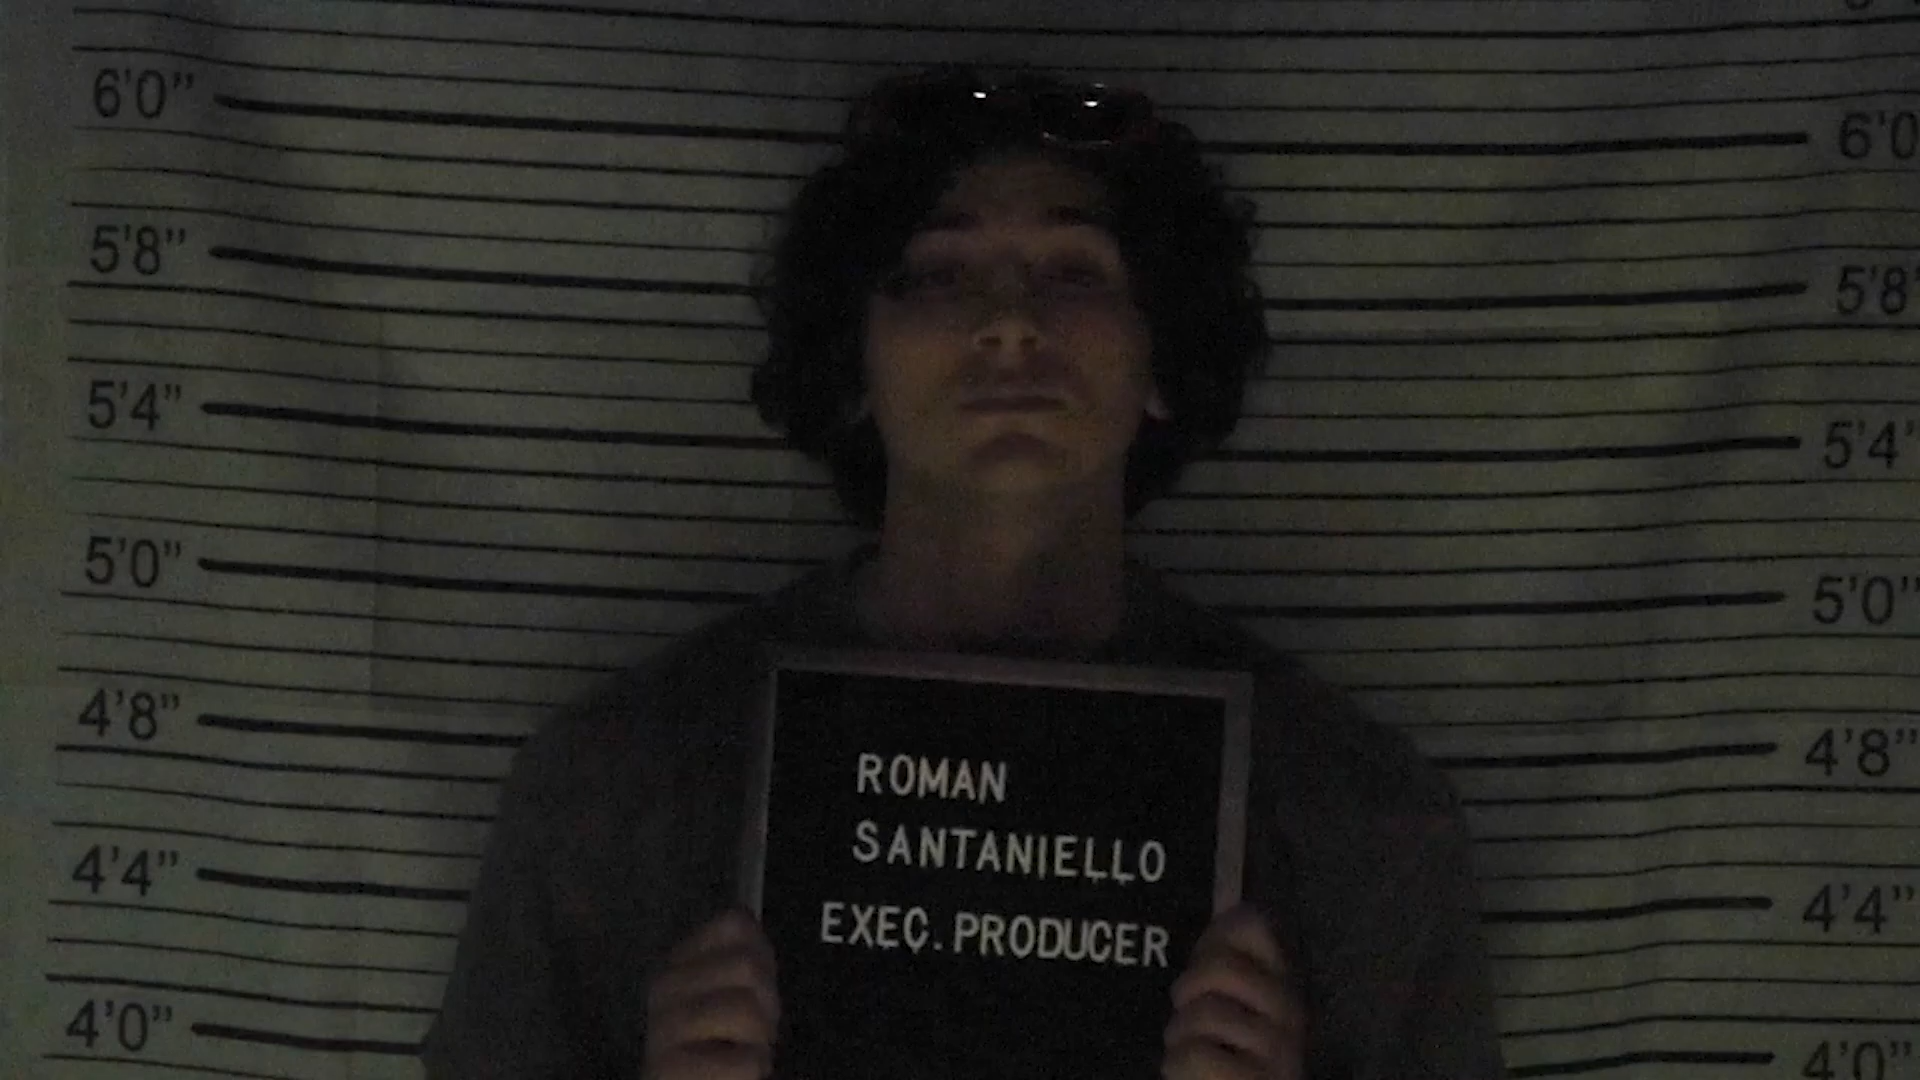 6'0" 6'0
5'8" 5'8"
5'4" 5'4"
5'0" 5'0"
4'8" 4'8"
4'4" 4'4"
4'0" 4'0"
ROMAN
SANTANIELLO
EXEC. PRODUCER